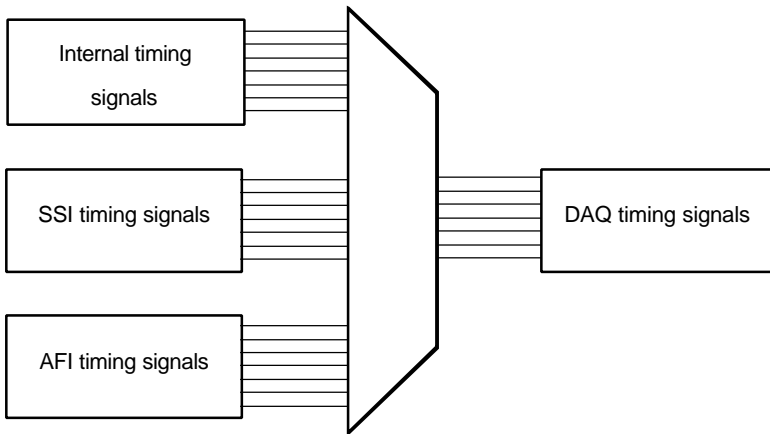 Internal timing
signals
SSI timing signals
DAQ timing signals
AFI timing signals